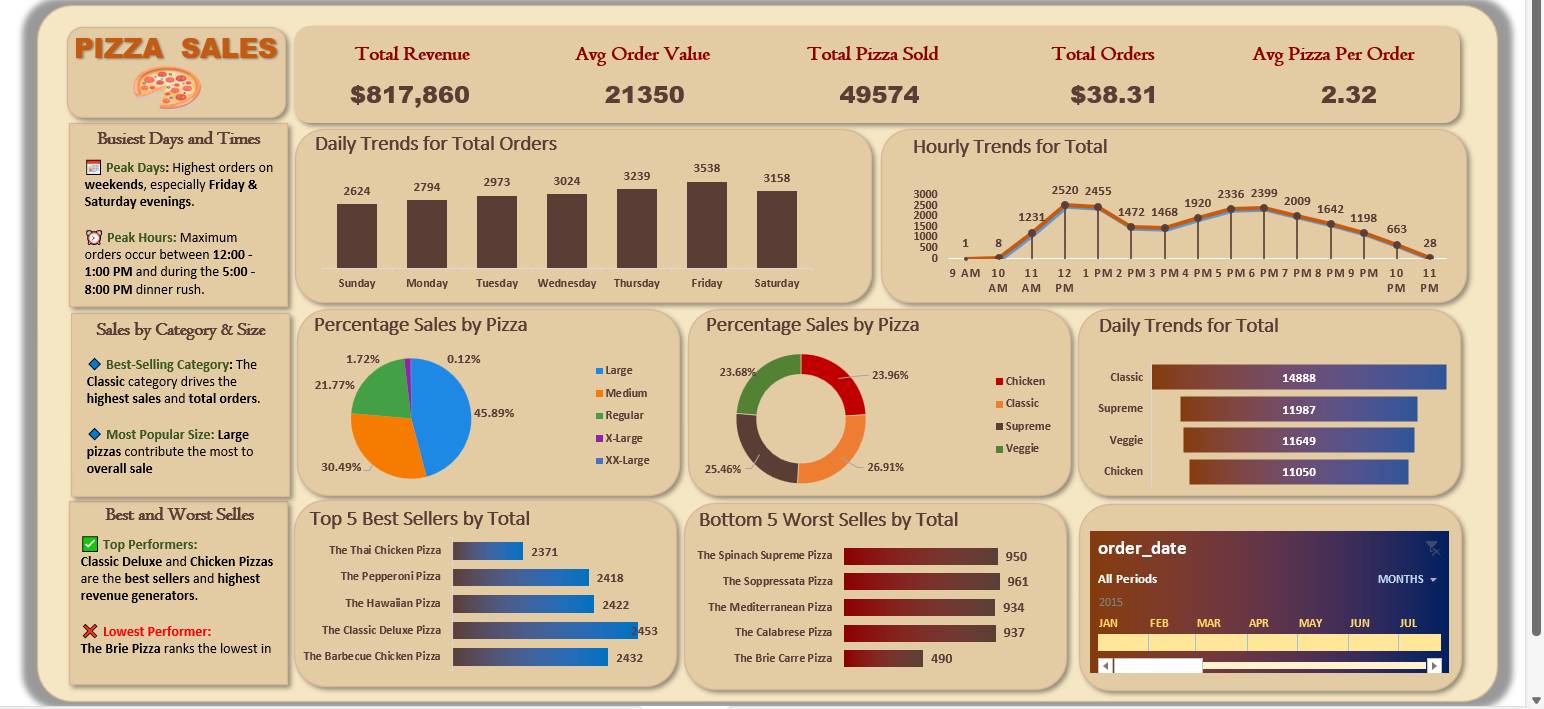 PIZZA SALES
Total Revenue
$817,860
Avg Order Value
21350
Total Pizza Sold
49574
Total Orders
$38.31
Avg Pizza Per Order
2.32
Busiest Days and Times
Peak Days: Highest orders on
weekends, especially Friday &
Saturday evenings.
Peak Hours: Maximum
orders occur between 12:00 -
1:00 PM and during the 5:00 -
8:00 PM dinner rush.
Daily Trends for Total Orders
2624
2794
2973
3024
3239
3538
3158
Sunday
Monday
Tuesday
Wednesday
Thursday
Friday
Saturday
Hourly Trends for Total
3000
2500
2000
1500
1000
500
0
1
8
1231
2520
2455
1472
1468
1920
2336
2399
2009
1642
1198
663
28
9 AM
10 AM
11 AM
12 PM
1 PM
2 PM
3 PM
4 PM
5 PM
6 PM
7 PM
8 PM
9 PM
10 PM
11 PM
Sales by Category & Size
Best-Selling Category: The
Classic category drives the
highest sales and total orders.
Most Popular Size: Large
pizzas contribute the most to
overall sale
Percentage Sales by Pizza
1.72%
0.12%
21.77%
45.89%
30.49%
Large
Medium
Regular
X-Large
XX-Large
Percentage Sales by Pizza
23.68%
23.96%
25.46%
26.91%
Chicken
Classic
Supreme
Veggie
Daily Trends for Total
Classic 14888
Supreme 11987
Veggie 11649
Chicken 11050
Best and Worst Selles
Top Performers:
Classic Deluxe and Chicken Pizzas
are the best sellers and highest
revenue generators.
Lowest Performer:
The Brie Pizza ranks the lowest in
Top 5 Best Sellers by Total
The Thai Chicken Pizza 2371
The Pepperoni Pizza 2418
The Hawaiian Pizza 2422
The Classic Deluxe Pizza 2453
The Barbecue Chicken Pizza 2432
Bottom 5 Worst Selles by Total
The Spinach Supreme Pizza 950
The Soppressata Pizza 961
The Mediterranean Pizza 934
The Calabrese Pizza 937
The Brie Carre Pizza 490
order_date
All Periods
MONTHS
2015
JAN FEB MAR APR MAY JUN JUL